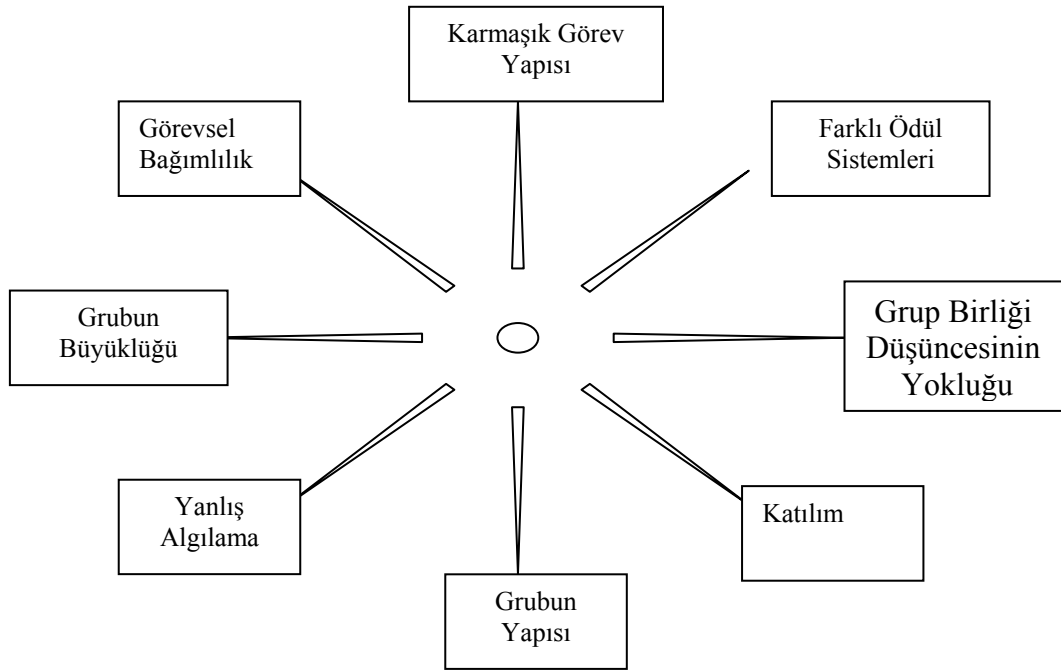 Karmaşık Görev
Yapısı
Görevsel
Bağımlılık
Farklı Ödül
Sistemleri
Grubun
Büyüklüğü
Grup Birliği
Düşüncesinin
Yokluğu
Yanlış
Algılama
Katılım
Grubun
Yapısı